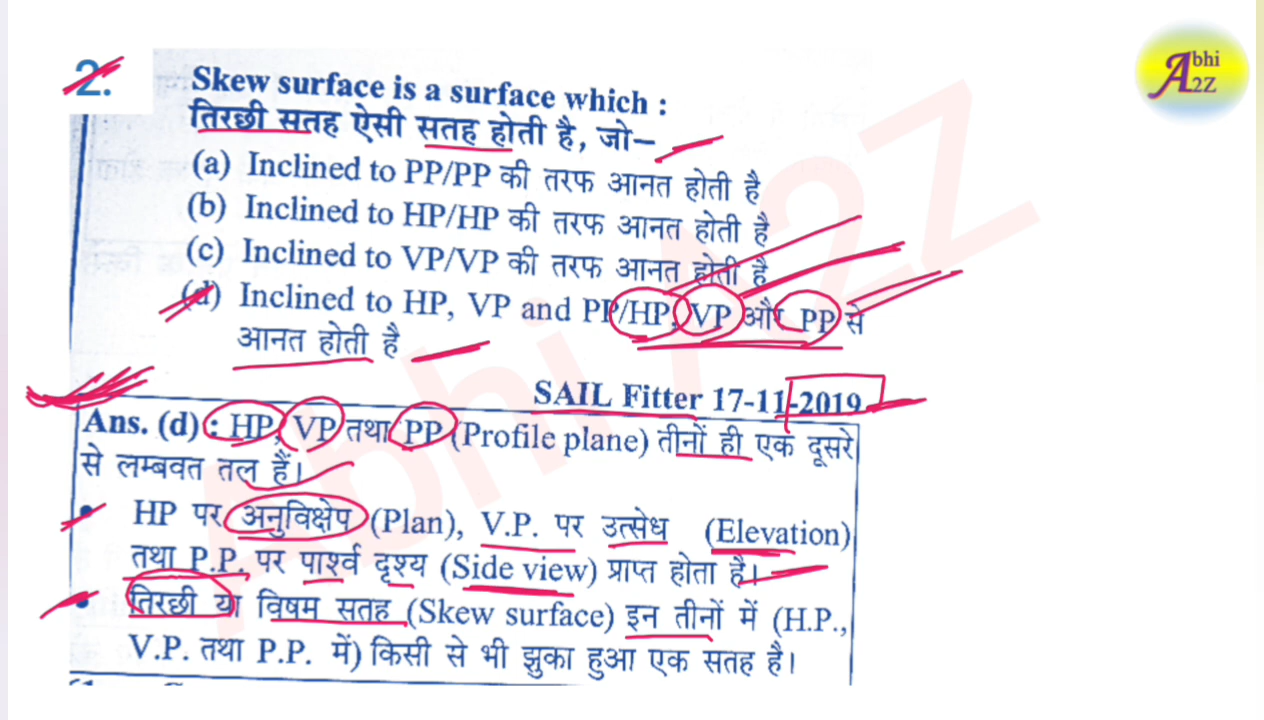 Abhi
A2Z
2.
Skew surface is a surface which :
तिरछी सतह ऐसी सतह होती है, जो–
(a) Inclined to PP/PP की तरफ आनत होती है
(b) Inclined to HP/HP की तरफ आनत होती है
(c) Inclined to VP/VP की तरफ आनत होती है
(d) Inclined to HP, VP and PP/HP, VP और PP से
आनत होती है
SAIL Fitter 17-11-2019
Ans. (d) : HP, VP तथा PP (Profile plane) तीनों ही एक दूसरे
से लम्बवत तल हैं।
• HP पर अनुविक्षेप (Plan), V.P. पर उत्सेध (Elevation)
तथा P.P. पर पार्श्व दृश्य (Side view) प्राप्त होता है।
• तिरछी या विषम सतह (Skew surface) इन तीनों में (H.P.,
V.P. तथा P.P. में) किसी से भी झुका हुआ एक सतह है।
Abhi A2Z